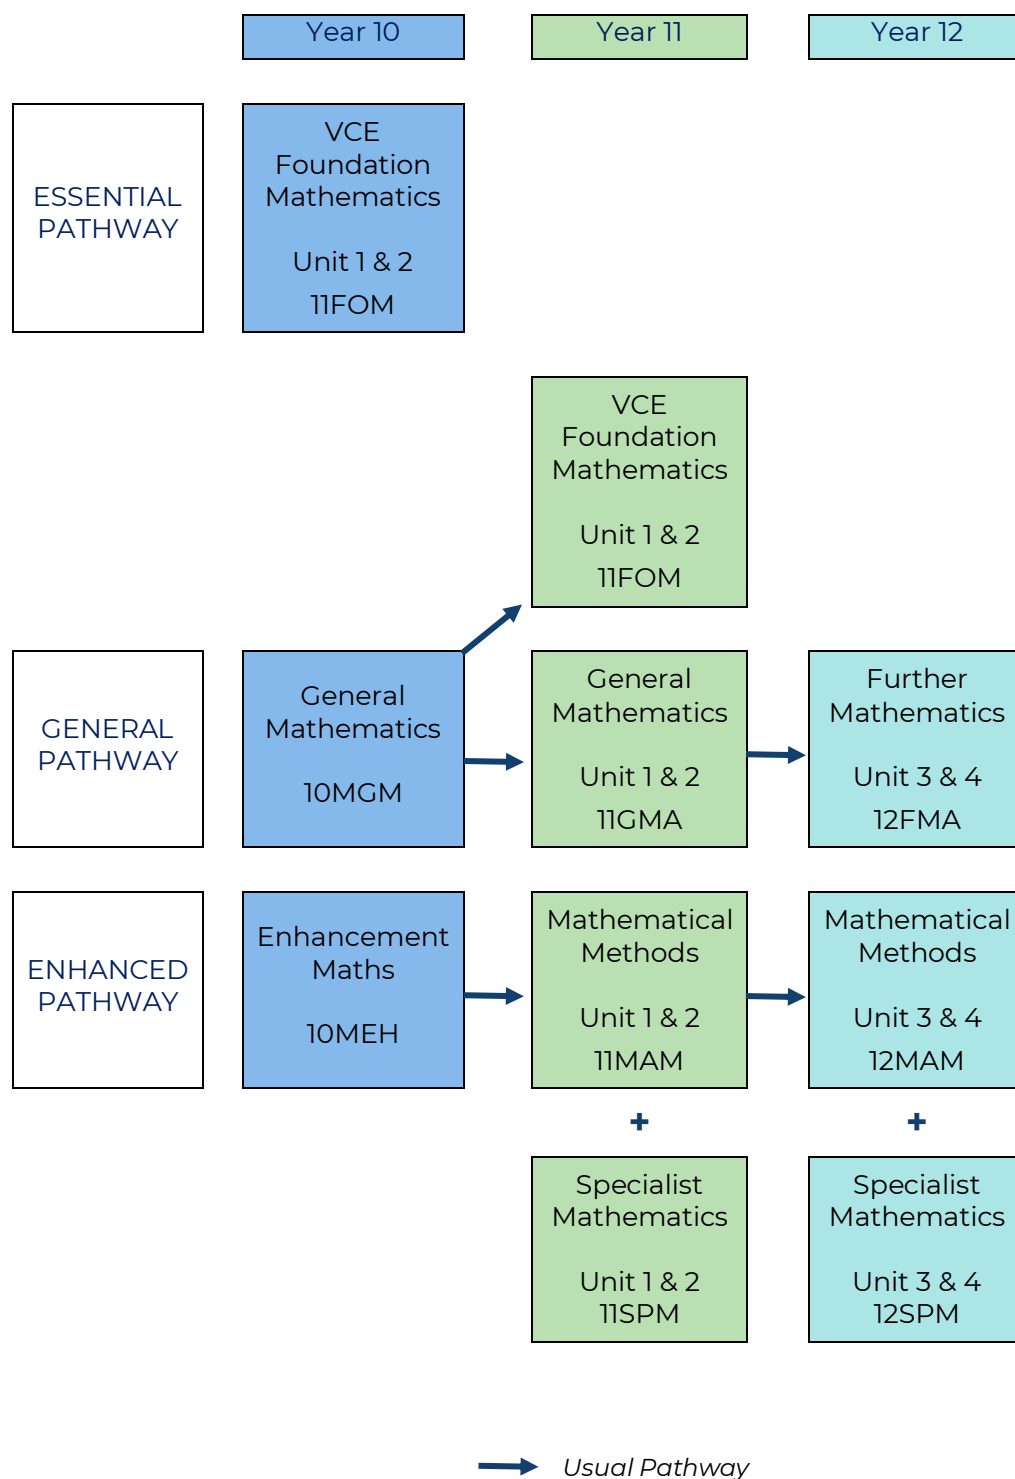 Year 10
Year 11
Year 12
ESSENTIAL
PATHWAY
VCE
Foundation
Mathematics
Unit 1 & 2
11FOM
VCE
Foundation
Mathematics
Unit 1 & 2
11FOM
GENERAL
PATHWAY
General
Mathematics
10MGM
General
Mathematics
Unit 1 & 2
11GMA
Further
Mathematics
Unit 3 & 4
12FMA
ENHANCED
PATHWAY
Enhancement
Maths
10MEH
Mathematical
Methods
Unit 1 & 2
11MAM
Mathematical
Methods
Unit 3 & 4
12MAM
+
+
Specialist
Mathematics
Unit 1 & 2
11SPM
Specialist
Mathematics
Unit 3 & 4
12SPM
Usual Pathway